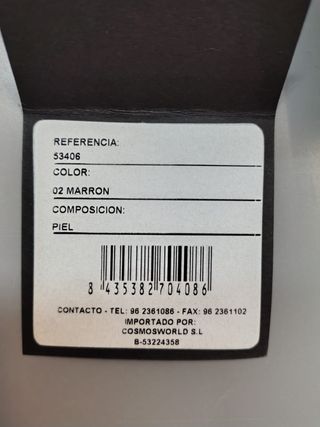 REFERENCIA:
53406
COLOR:
02 MARRON
COMPOSICION:
PIEL
8 435382 704086
CONTACTO - TEL: 96 2361086 - FAX: 96 2361102
IMPORTADO POR:
COSMOSWORLD S.L
B-53224358